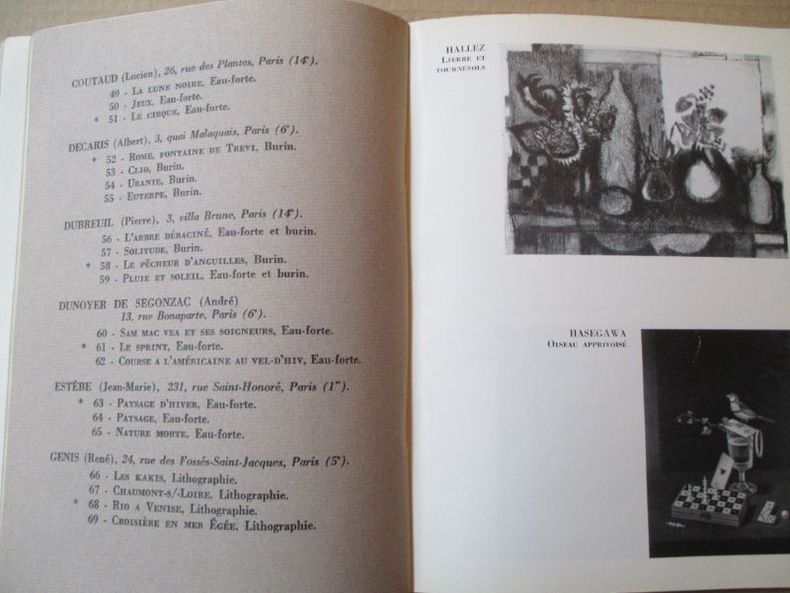 COUTAUD (Lucien), 26, rue des Plantes, Paris (14e).
49 - LA LUNE NOIRE, Eau-forte.
50 - JEUX, Eau-forte.
* 51 - LE CIRQUE, Eau-forte.
DECARIS (Albert), 3, quai Malaquais, Paris (6e).
* 52 - ROME, FONTAINE DE TREVI, Burin.
53 - CLIO, Burin.
54 - URANIE, Burin.
55 - EUTERPE, Burin.
DUBREUIL (Pierre), 3, villa Brune, Paris (14e).
56 - L'ARBRE DÉRACINÉ, Eau-forte et burin.
57 - SOLITUDE, Burin.
* 58 - LE PÊCHEUR D'ANGUILLES, Burin.
59 - PLUIE ET SOLEIL, Eau-forte et burin.
DUNOYER DE SEGONZAC (André)
13, rue Bonaparte, Paris (6e).
60 - SAM MAC VEA ET SES SOIGNEURS, Eau-forte.
* 61 - LE SPRINT, Eau-forte.
62 - COURSE A L'AMÉRICAINE AU VEL-D'HIV, Eau-forte.
ESTÈBE (Jean-Marie), 231, rue Saint-Honoré, Paris (1er).
* 63 - PAYSAGE D'HIVER, Eau-forte.
64 - PAYSAGE, Eau-forte.
65 - NATURE MORTE, Eau-forte.
GENIS (René), 24, rue des Fossés-Saint-Jacques, Paris (5e).
66 - LES KAKIS, Lithographie.
67 - CHAUMONT-S/-LOIRE, Lithographie.
* 68 - RIO A VENISE, Lithographie.
69 - CROISIÈRE EN MER ÉGÉE, Lithographie.
HALLEZ
LIERRE ET
TOURNESOLS
HASEGAWA
OISEAU APPRIVOISÉ